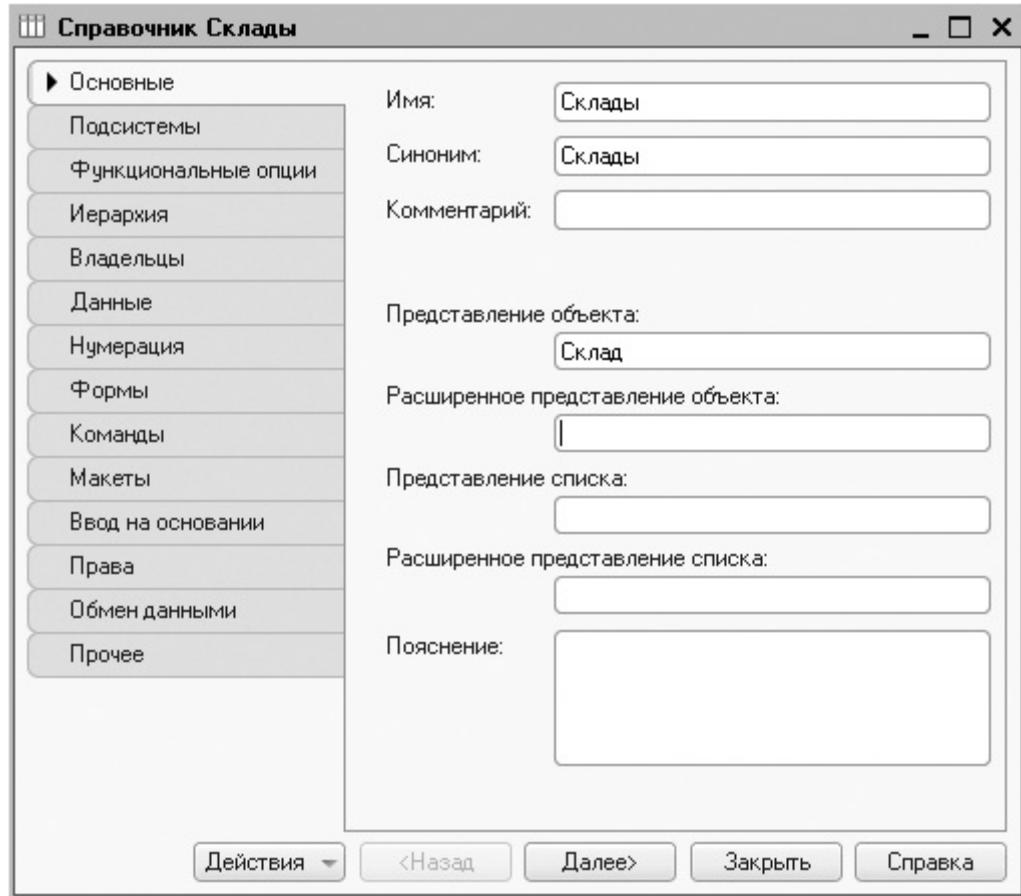 Справочник Склады
Основные
Подсистемы
Функциональные опции
Иерархия
Владельцы
Данные
Нумерация
Формы
Команды
Макеты
Ввод на основании
Права
Обмен данными
Прочее
Имя: Склады
Синоним: Склады
Комментарий:
Представление объекта:
Склад
Расширенное представление объекта:
Представление списка:
Расширенное представление списка:
Пояснение:
Действия <Назад Далее> Закрыть Справка